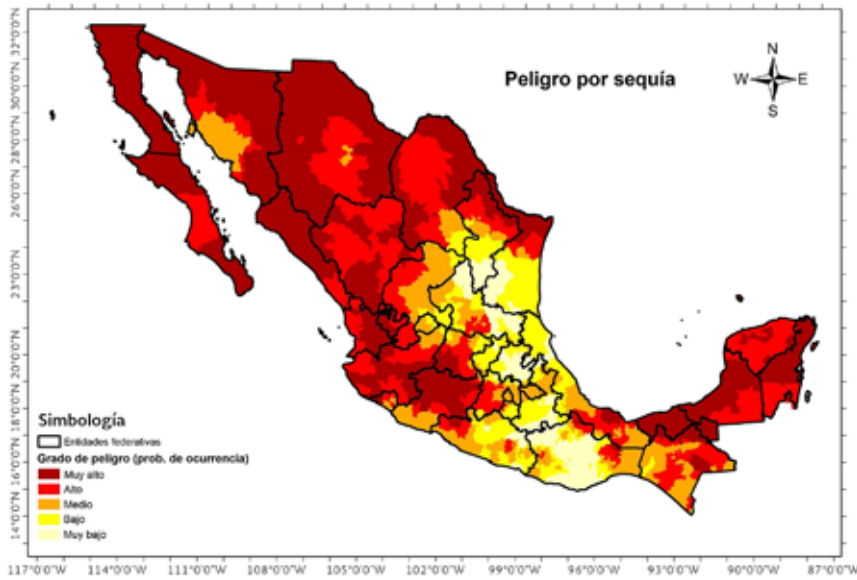 Peligro por sequía
N
W E
S
32°0'0"N
30°0'0"N
28°0'0"N
26°0'0"N
23°0'0"N
20°0'0"N
18°0'0"N
16°0'0"N
14°0'0"N
Simbología
Entidades federativas
Grado de peligro (prob. de ocurrencia)
Muy alto
Alto
Medio
Bajo
Muy bajo
117°0'0"W 114°0'0"W 111°0'0"W 108°0'0"W 105°0'0"W 102°0'0"W 99°0'0"W 96°0'0"W 93°0'0"W 90°0'0"W 87°0'0"W